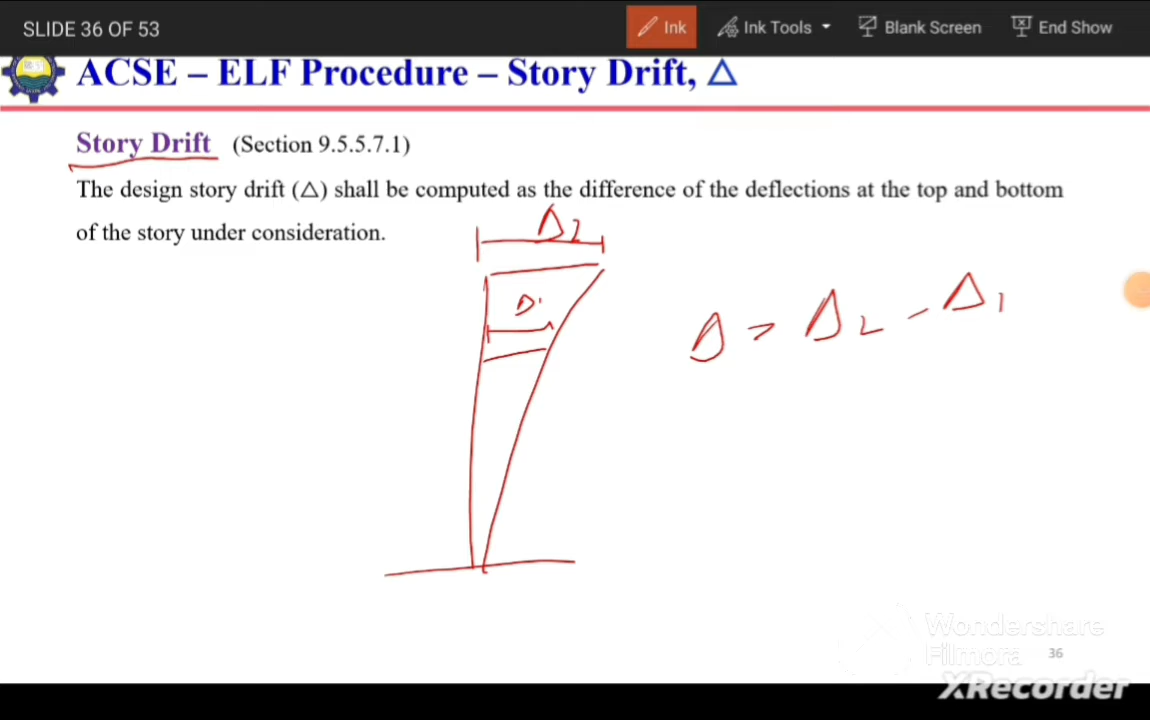 SLIDE 36 OF 53
Ink
Ink Tools
Blank Screen
End Show
ACSE – ELF Procedure – Story Drift, △
Story Drift (Section 9.5.5.7.1)
The design story drift (△) shall be computed as the difference of the deflections at the top and bottom
of the story under consideration.
Δ2
Δ = Δ2 - Δ1
Wondershare
Filmora
36
XRecorder